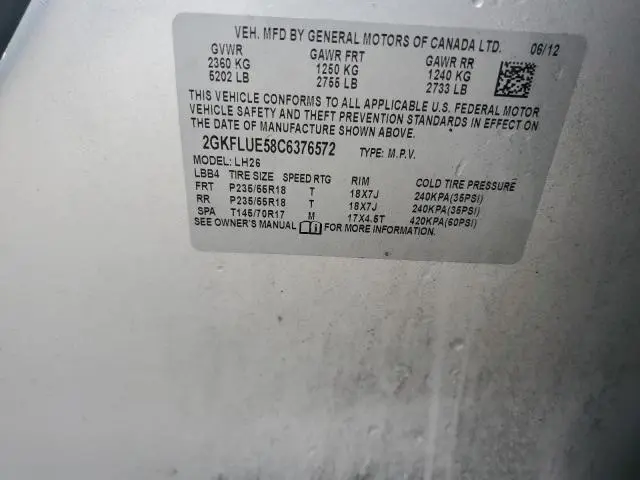 VEH. MFD BY GENERAL MOTORS OF CANADA LTD. 06/12
GVWR GAWR FRT GAWR RR
2360 KG 1250 KG 1240 KG
5202 LB 2755 LB 2733 LB
THIS VEHICLE CONFORMS TO ALL APPLICABLE U.S. FEDERAL MOTOR
VEHICLE SAFETY AND THEFT PREVENTION STANDARDS IN EFFECT ON
THE DATE OF MANUFACTURE SHOWN ABOVE.
2GKFLUE58C6376572 TYPE: M.P.V.
MODEL: LH26
LBB4 TIRE SIZE SPEED RTG RIM COLD TIRE PRESSURE
FRT P235/55R18 T 18X7J 240KPA(35PSI)
RR P235/55R18 T 18X7J 240KPA(35PSI)
SPA T145/70R17 M 17X4.5T 420KPA(60PSI)
SEE OWNER'S MANUAL FOR MORE INFORMATION.